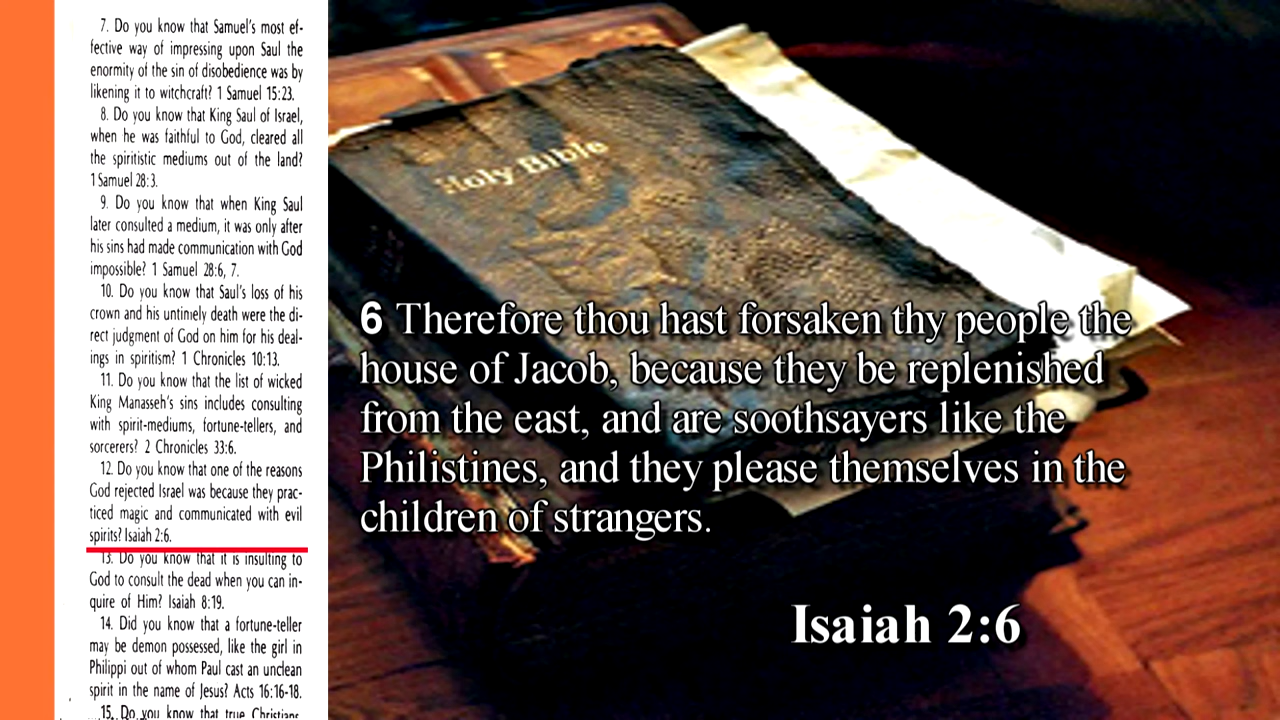 7. Do you know that Samuel's most ef-
fective way of impressing upon Saul the
enormity of the sin of disobedience was by
likening it to witchcraft? 1 Samuel 15:23.
8. Do you know that King Saul of Israel,
when he was faithful to God, cleared all
the spiritistic mediums out of the land?
1 Samuel 28:3.
9. Do you know that when King Saul
later consulted a medium, it was only after
his sins had made communication with God
impossible? 1 Samuel 28:6, 7.
10. Do you know that Saul's loss of his
crown and his untimely death were the di-
rect judgment of God on him for his deal-
ings in spiritism? 1 Chronicles 10:13.
11. Do you know that the list of wicked
King Manasseh's sins includes consulting
with spirit-mediums, fortune-tellers, and
sorcerers? 2 Chronicles 33:6.
12. Do you know that one of the reasons
God rejected Israel was because they prac-
ticed magic and communicated with evil
spirits? Isaiah 2:6.
13. Do you know that it is insulting to
God to consult the dead when you can in-
quire of Him? Isaiah 8:19.
14. Did you know that a fortune-teller
may be demon possessed, like the girl in
Philippi out of whom Paul cast an unclean
spirit in the name of Jesus? Acts 16:16-18.
15. Do you know that true Christians,
Holy Bible
6 Therefore thou hast forsaken thy people the
house of Jacob, because they be replenished
from the east, and are soothsayers like the
Philistines, and they please themselves in the
children of strangers.
Isaiah 2:6